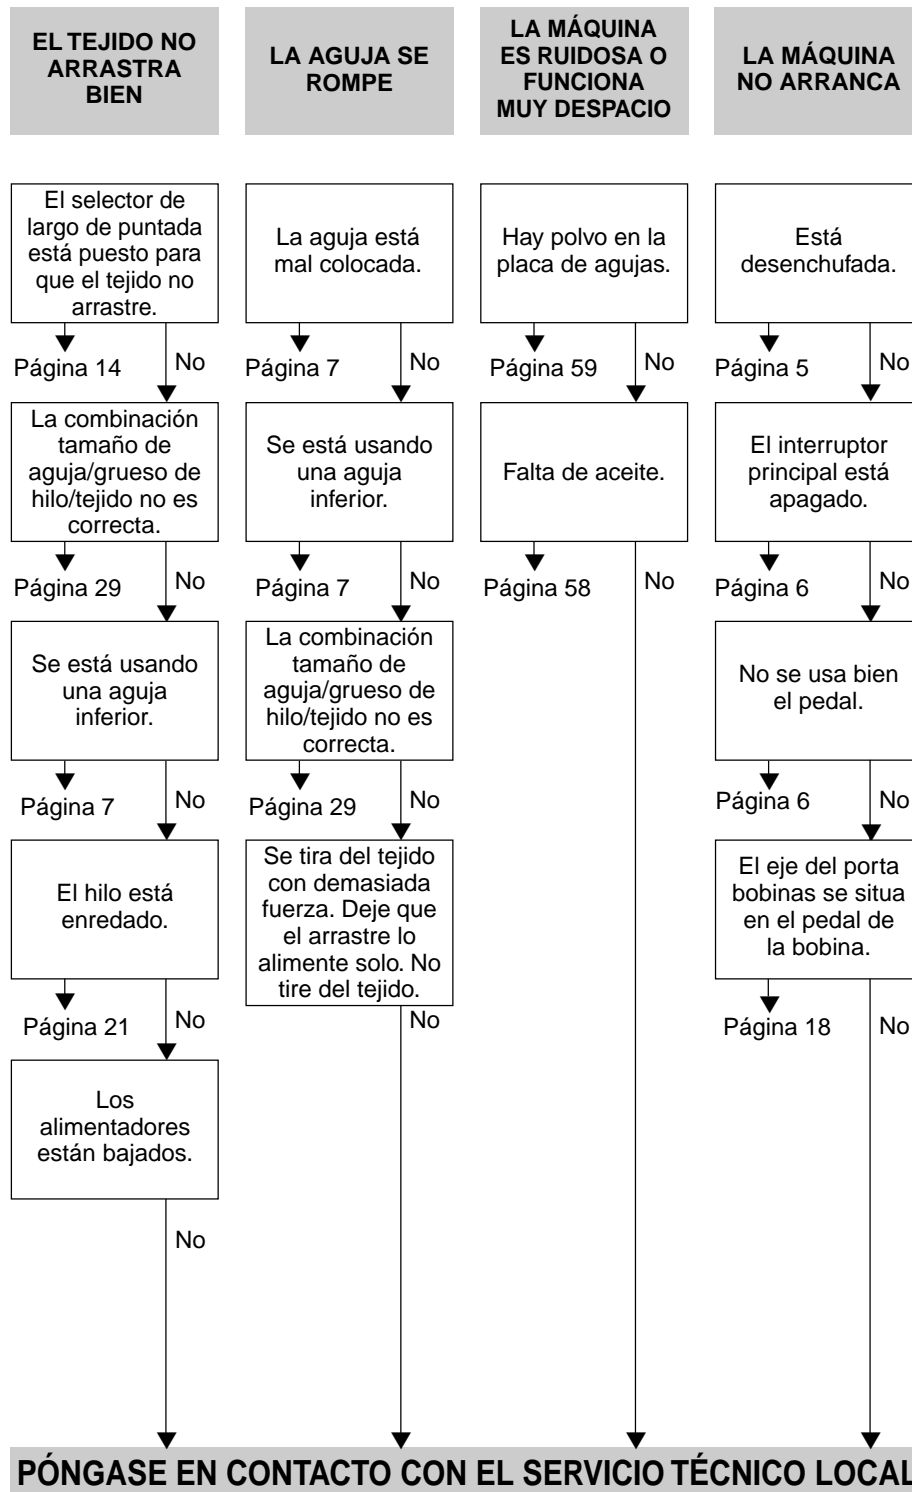 EL TEJIDO NO
ARRASTRA
BIEN
El selector de
largo de puntada
está puesto para
que el tejido no
arrastre.
Página 14
No
La combinación
tamaño de
aguja/grueso de
hilo/tejido no es
correcta.
Página 29
No
Se está usando
una aguja
inferior.
Página 7
No
El hilo está
enredado.
Página 21
No
Los
alimentadores
están bajados.
No
LA AGUJA SE
ROMPE
La aguja está
mal colocada.
Página 7
No
Se está usando
una aguja
inferior.
Página 7
No
La combinación
tamaño de
aguja/grueso de
hilo/tejido no es
correcta.
Página 29
No
Se tira del tejido
con demasiada
fuerza. Deje que
el arrastre lo
alimente solo. No
tire del tejido.
No
LA MÁQUINA
ES RUIDOSA O
FUNCIONA
MUY DESPACIO
Hay polvo en la
placa de agujas.
Página 59
No
Falta de aceite.
Página 58
No
LA MÁQUINA
NO ARRANCA
Está
desenchufada.
Página 5
No
El interruptor
principal está
apagado.
Página 6
No
No se usa bien
el pedal.
Página 6
No
El eje del porta
bobinas se situa
en el pedal de
la bobina.
Página 18
No
PÓNGASE EN CONTACTO CON EL SERVICIO TÉCNICO LOCAL